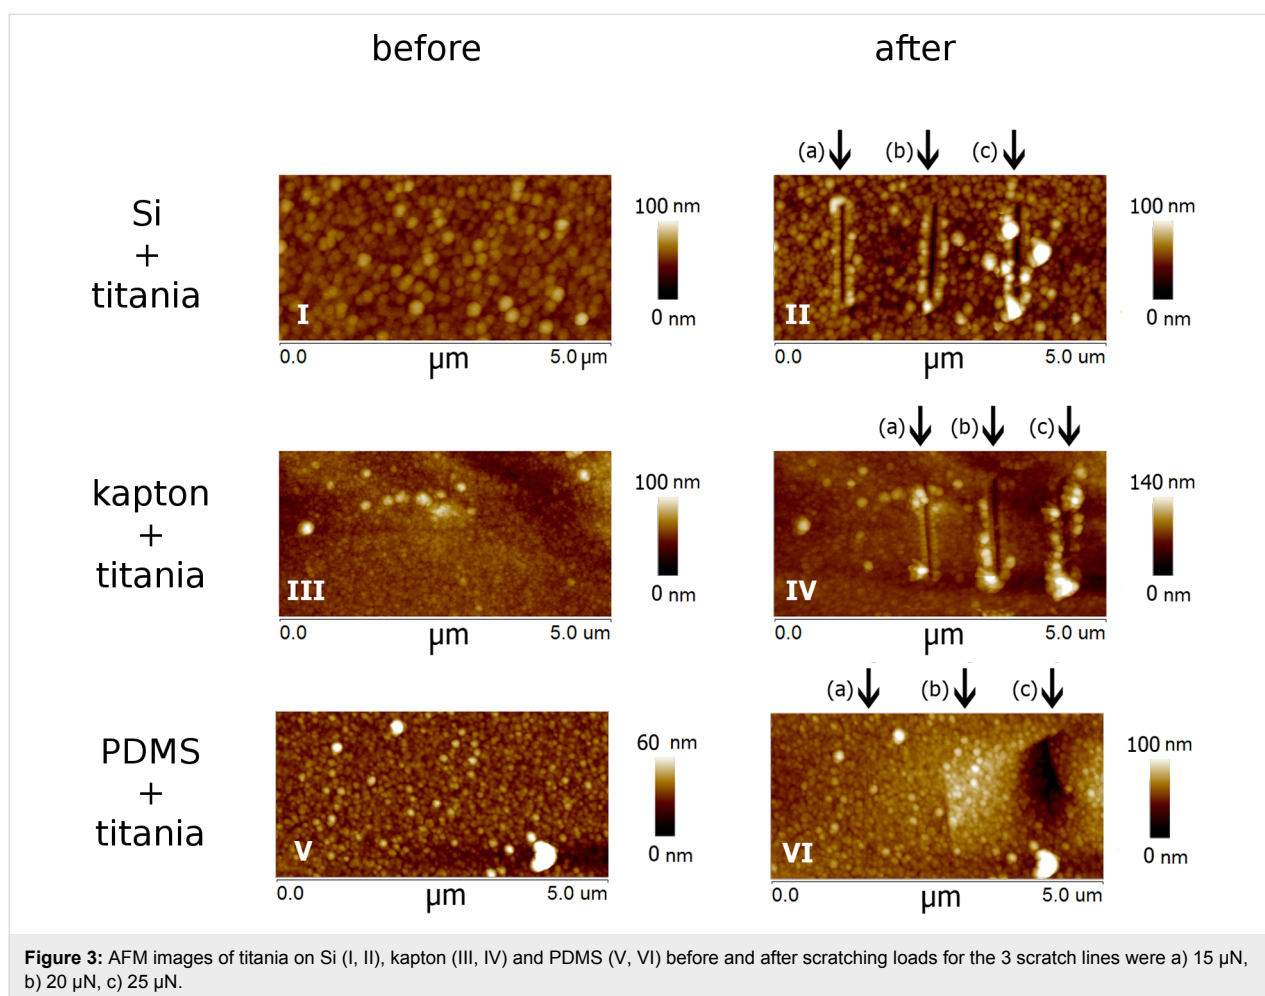 before after
(a) (b) (c)
Si
+
titania
I
100 nm
0 nm
0.0 µm 5.0 µm
II
100 nm
0 nm
0.0 µm 5.0 um
(a) (b) (c)
kapton
+
titania
III
100 nm
0 nm
0.0 µm 5.0 um
IV
140 nm
0 nm
0.0 µm 5.0 um
(a) (b) (c)
PDMS
+
titania
V
60 nm
0 nm
0.0 µm 5.0 um
VI
100 nm
0 nm
0.0 µm 5.0 um
Figure 3: AFM images of titania on Si (I, II), kapton (III, IV) and PDMS (V, VI) before and after scratching loads for the 3 scratch lines were a) 15 µN,
b) 20 µN, c) 25 µN.